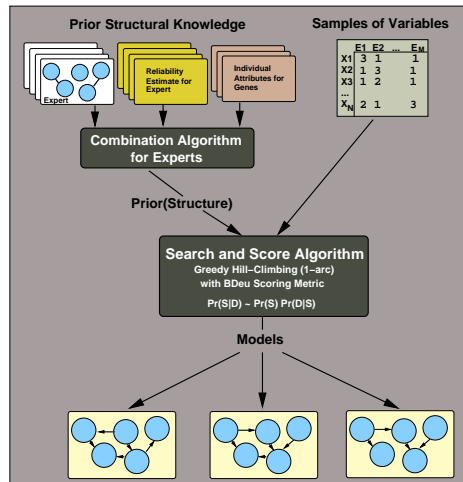 Prior Structural Knowledge
Samples of Variables
Expert
Reliability
Estimate for
Expert
Individual
Attributes for
Genes
E1 E2 ... EM
X1 3 1 1
X2 1 3 1
X3 1 2 1
...
XN 2 1 3
Combination Algorithm
for Experts
Prior(Structure)
Search and Score Algorithm
Greedy Hill-Climbing (1-arc)
with BDeu Scoring Metric
Pr(S|D) ~ Pr(S) Pr(D|S)
Models